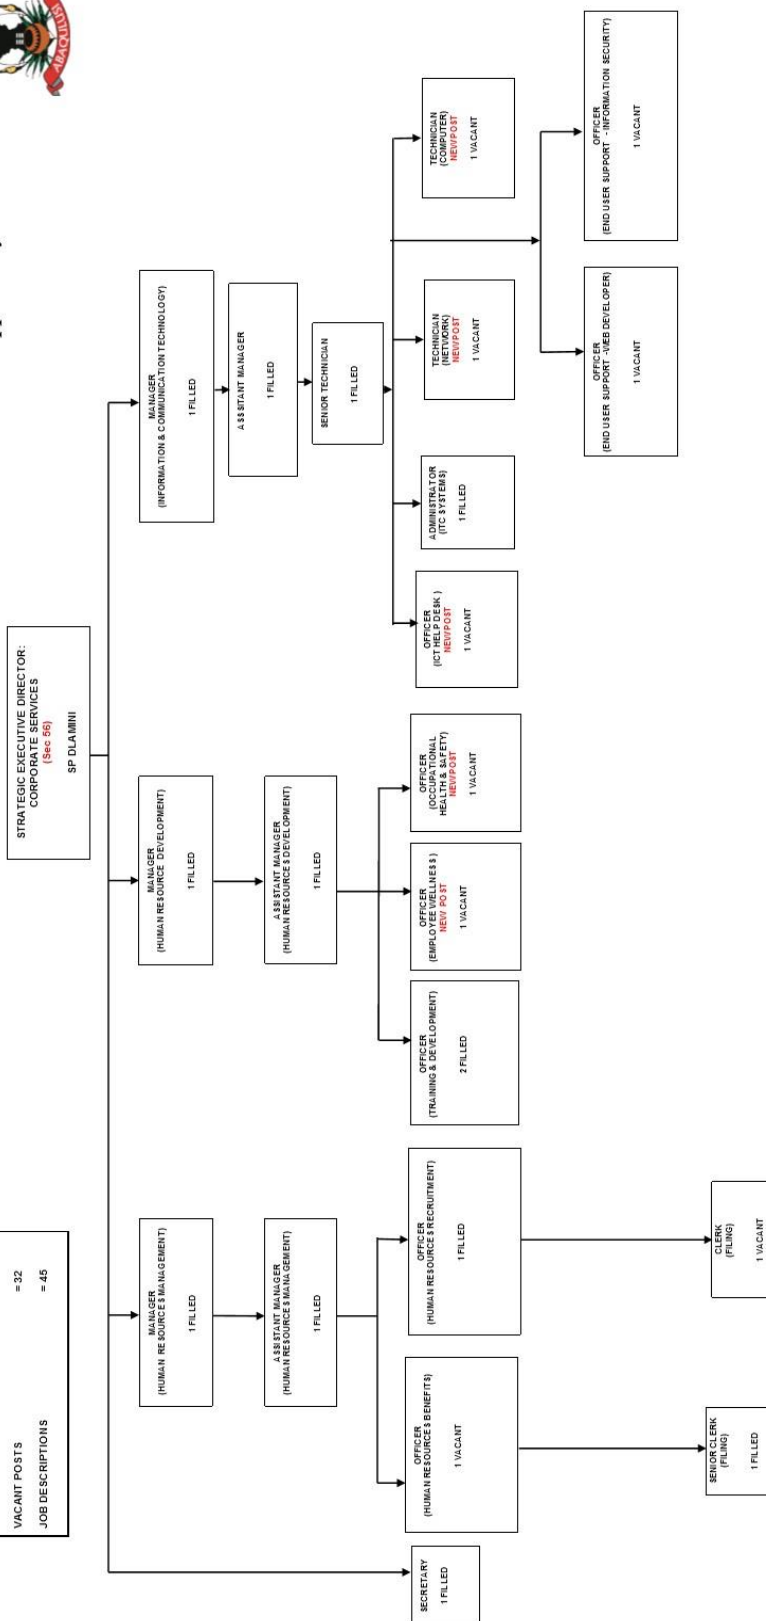 ABAQULUSI
VACANT POSTS = 32
JOB DESCRIPTIONS = 45
STRATEGIC EXECUTIVE DIRECTOR:
CORPORATE SERVICES
(Sec 56)
SP DLAMINI
SECRETARY
1 FILLED
MANAGER
(HUMAN RESOURCES MANAGEMENT)
1 FILLED
ASSISTANT MANAGER
(HUMAN RESOURCES MANAGEMENT)
1 FILLED
OFFICER
(HUMAN RESOURCES BENEFITS)
1 VACANT
OFFICER
(HUMAN RESOURCES RECRUITMENT)
1 FILLED
SENIOR CLERK
(FILING)
1 FILLED
CLERK
(FILING)
1 VACANT
MANAGER
(HUMAN RESOURCE DEVELOPMENT)
1 FILLED
ASSISTANT MANAGER
(HUMAN RESOURCES DEVELOPMENT)
1 FILLED
OFFICER
(TRAINING & DEVELOPMENT)
2 FILLED
OFFICER
(EMPLOYEE WELLNESS)
NEW POST
1 VACANT
OFFICER
(OCCUPATIONAL
HEALTH & SAFETY)
NEW POST
1 VACANT
MANAGER
(INFORMATION & COMMUNICATION TECHNOLOGY)
1 FILLED
ASSSITANT MANAGER
1 FILLED
SENIOR TECHNICIAN
1 FILLED
OFFICER
(ICT HELP DESK )
NEW POST
1 VACANT
ADMINISTRATOR
(ITC SYSTEMS)
1 FILLED
TECHNICIAN
(NETWORK)
NEW POST
1 VACANT
TECHNICIAN
(COMPUTER)
NEW POST
1 VACANT
OFFICER
(END USER SUPPORT -WEB DEVELOPER)
1 VACANT
OFFICER
(END USER SUPPORT - INFORMATION SECURITY)
1 VACANT